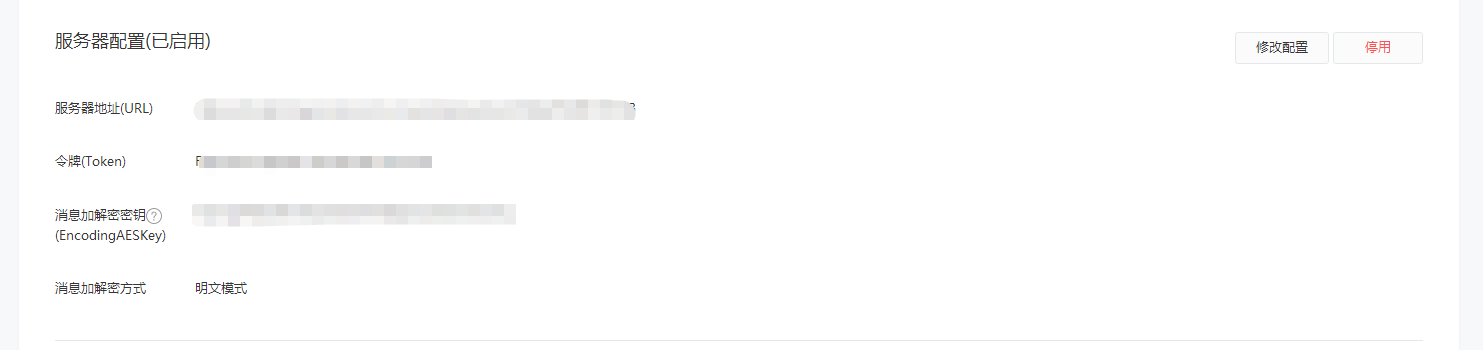 服务器配置(已启用)
修改配置 停用
服务器地址(URL)
令牌(Token)
消息加解密密钥?
(EncodingAESKey)
消息加解密方式 明文模式